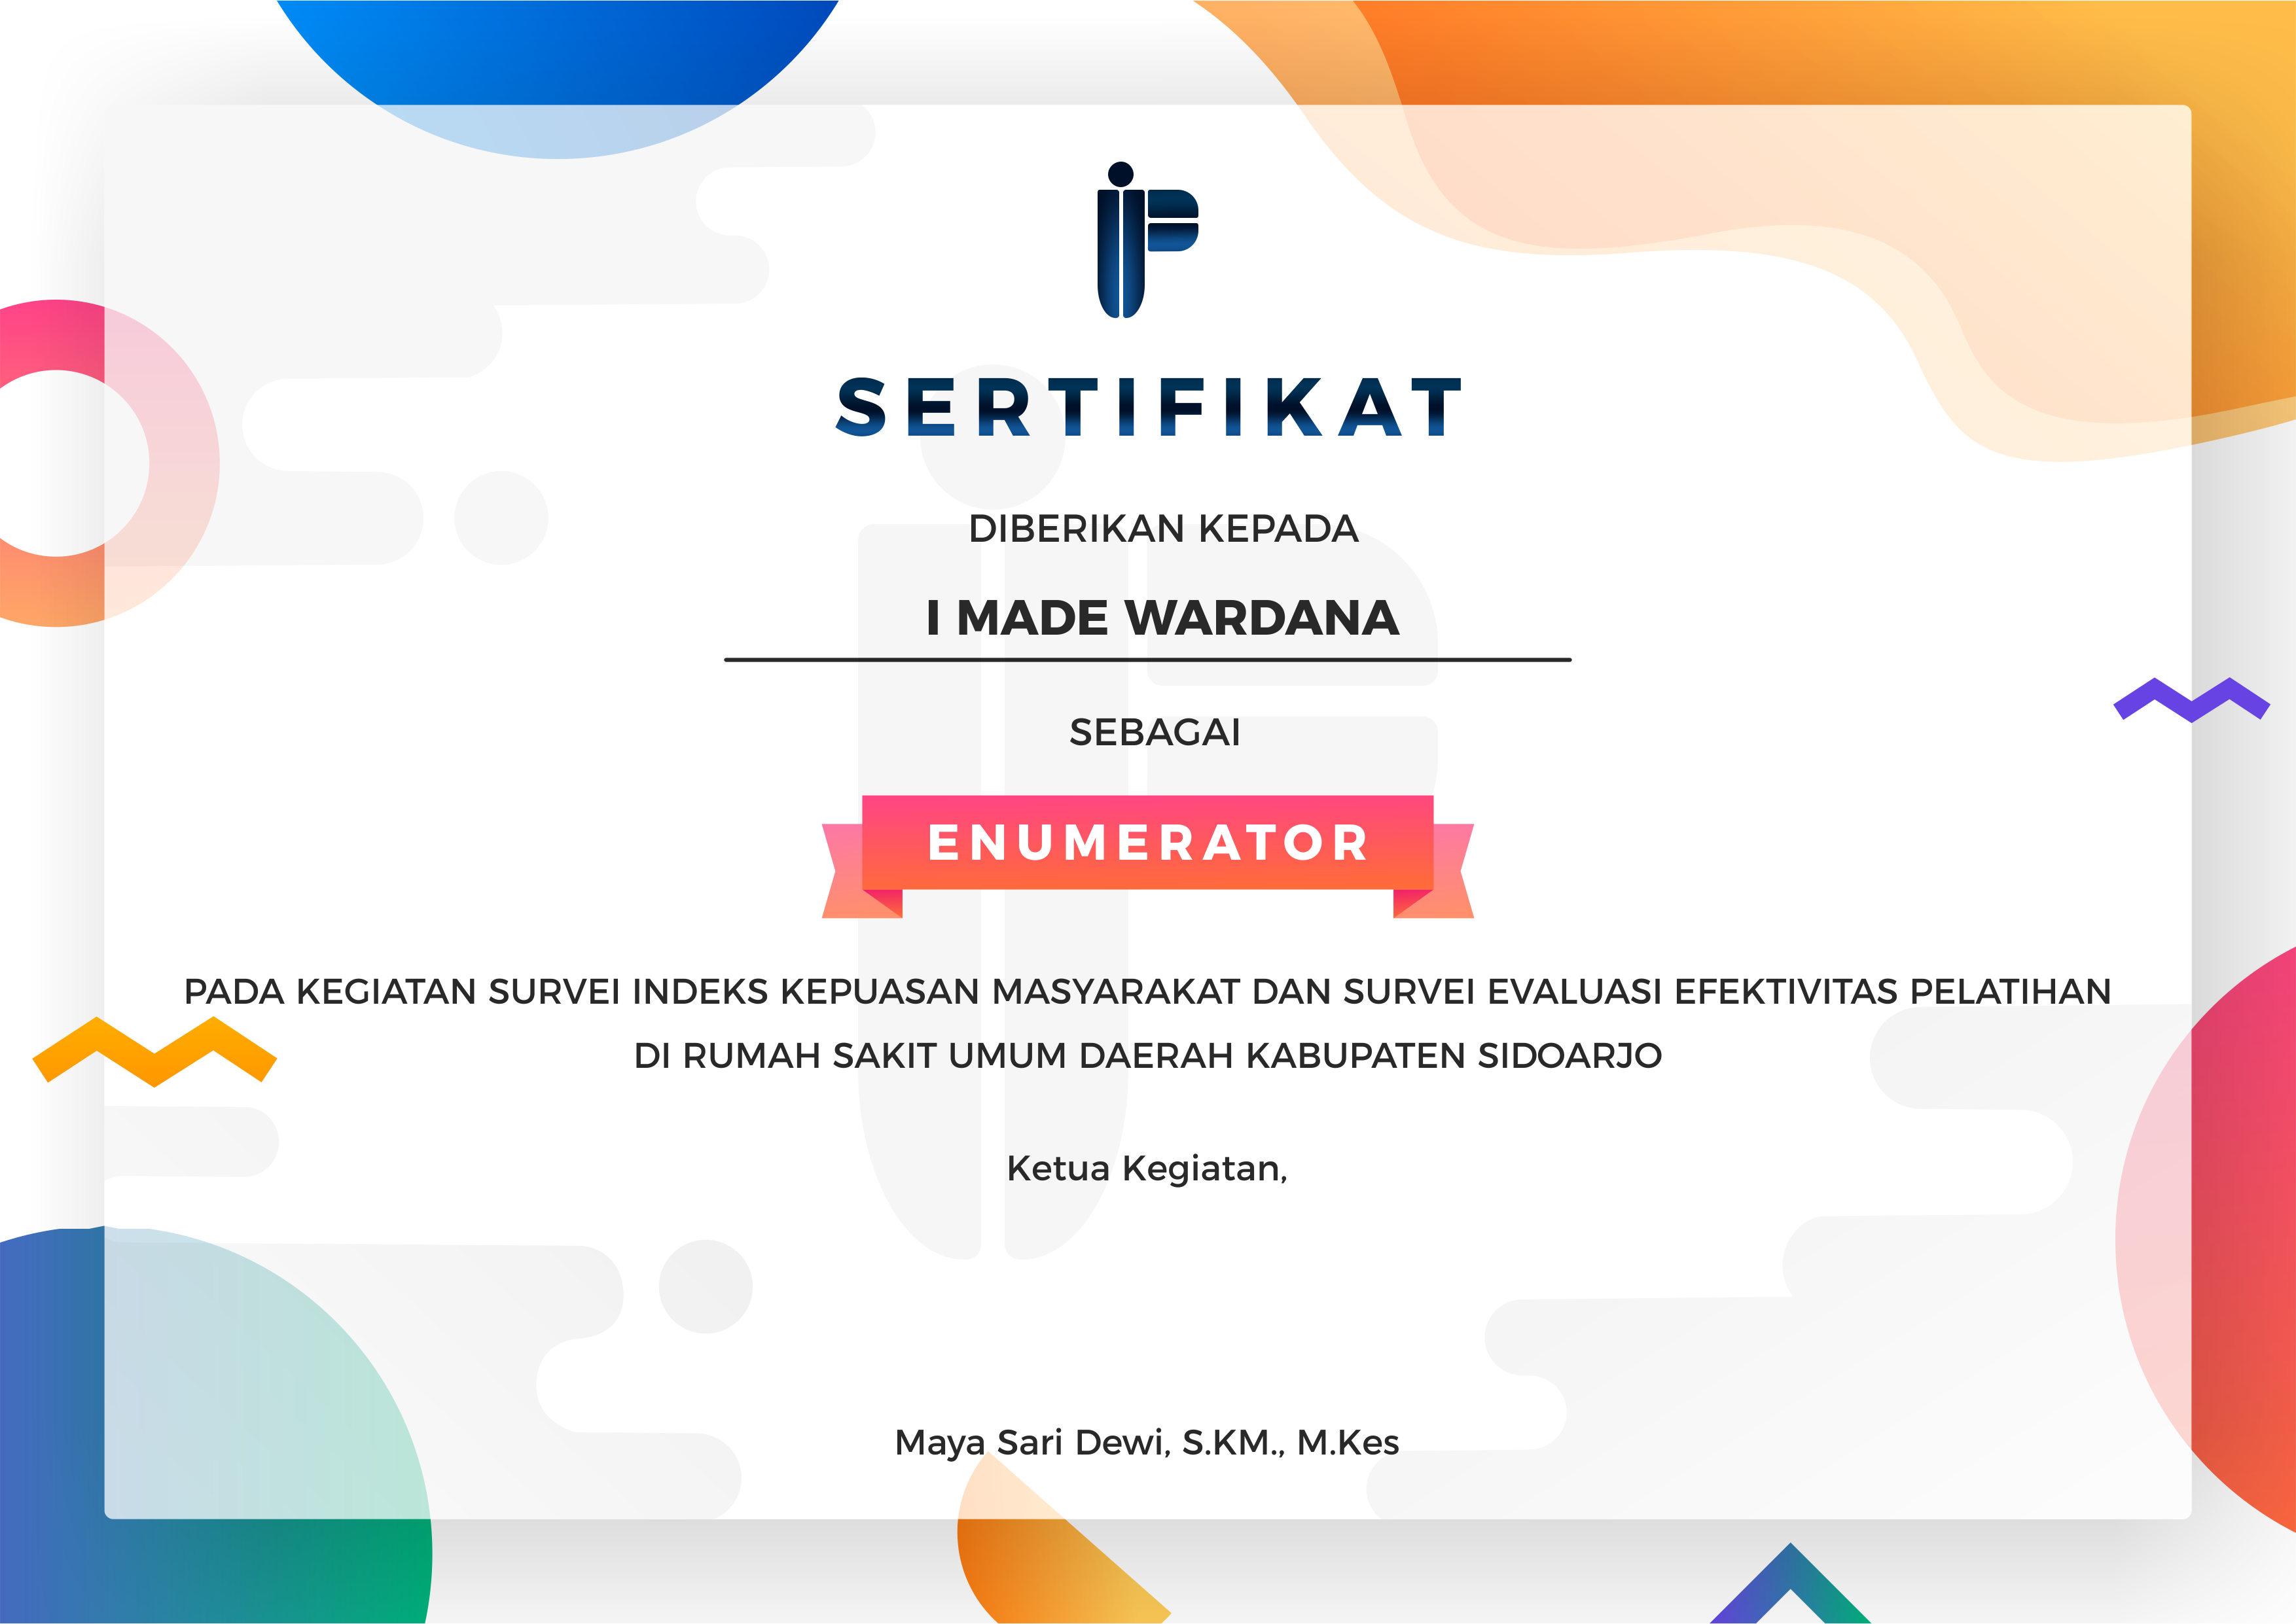 SERTIFIKAT
DIBERIKAN KEPADA
I MADE WARDANA
SEBAGAI
ENUMERATOR
PADA KEGIATAN SURVEI INDEKS KEPUASAN MASYARAKAT DAN SURVEI EVALUASI EFEKTIVITAS PELATIHAN
DI RUMAH SAKIT UMUM DAERAH KABUPATEN SIDOARJO
Ketua Kegiatan,
Maya Sari Dewi, S.KM., M.Kes